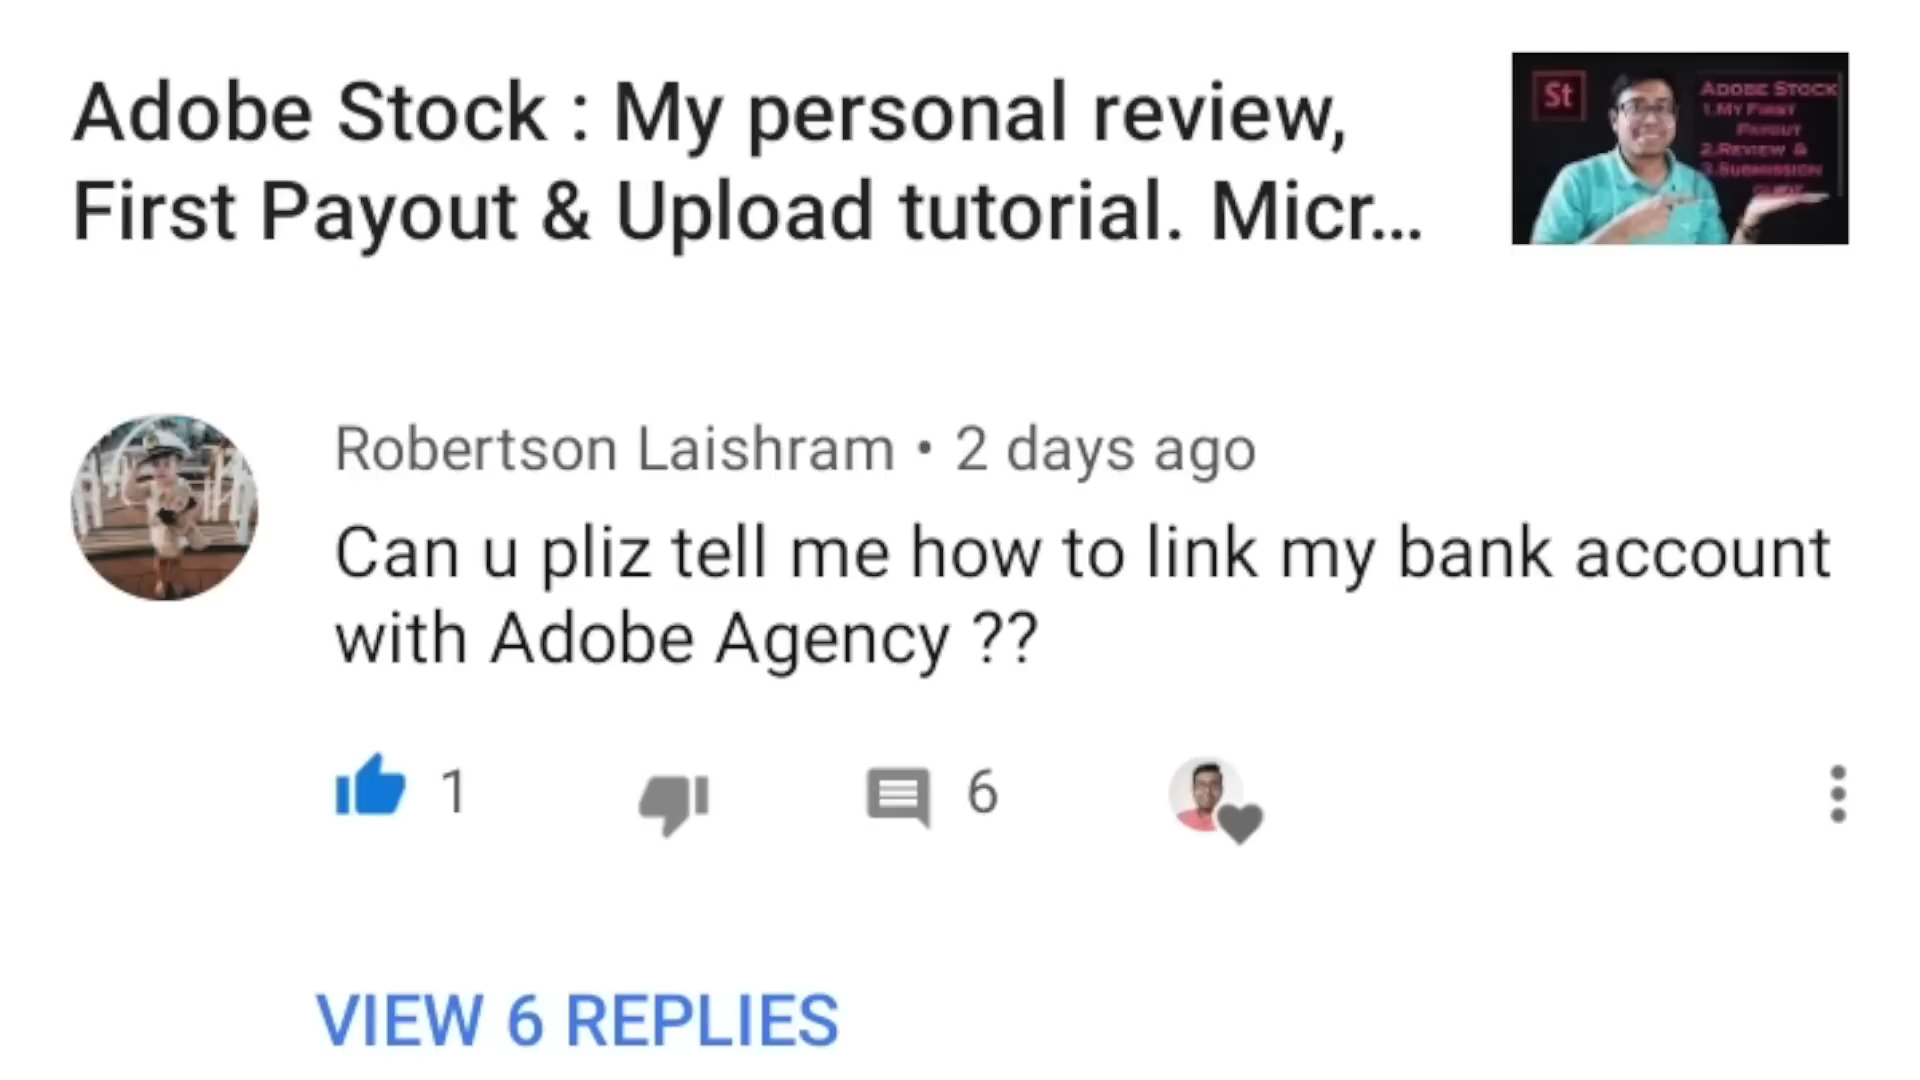 Adobe Stock : My personal review,
First Payout & Upload tutorial. Micr...
St
ADOBE STOCK
1.MY FIRST
PAYOUT
2.REVIEW &
3.SUBMISSION
Robertson Laishram • 2 days ago
Can u pliz tell me how to link my bank account
with Adobe Agency ??
1
6
VIEW 6 REPLIES